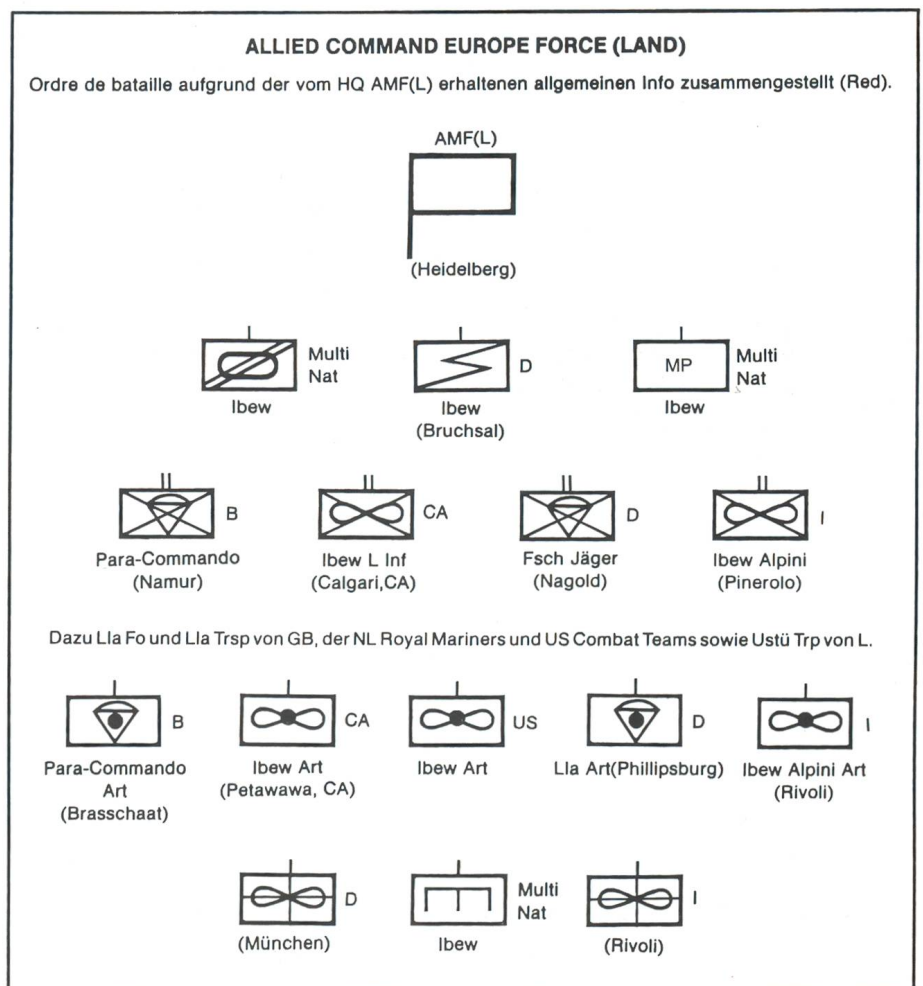 ALLIED COMMAND EUROPE FORCE (LAND)
Ordre de bataille aufgrund der vom HQ AMF(L) erhaltenen allgemeinen Info zusammengestellt (Red).
AMF(L)
(Heidelberg)
Multi
Nat
Ibew
D
Ibew
(Bruchsal)
MP
Multi
Nat
Ibew
B
Para-Commando
(Namur)
CA
Ibew L Inf
(Calgari,CA)
D
Fsch Jäger
(Nagold)
I
Ibew Alpini
(Pinerolo)
Dazu Lla Fo und Lla Trsp von GB, der NL Royal Mariners und US Combat Teams sowie Ustü Trp von L.
B
Para-Commando
Art
(Brasschaat)
CA
Ibew Art
(Petawawa, CA)
US
Ibew Art
D
Lla Art(Phillipsburg)
I
Ibew Alpini Art
(Rivoli)
D
(München)
Multi
Nat
Ibew
I
(Rivoli)